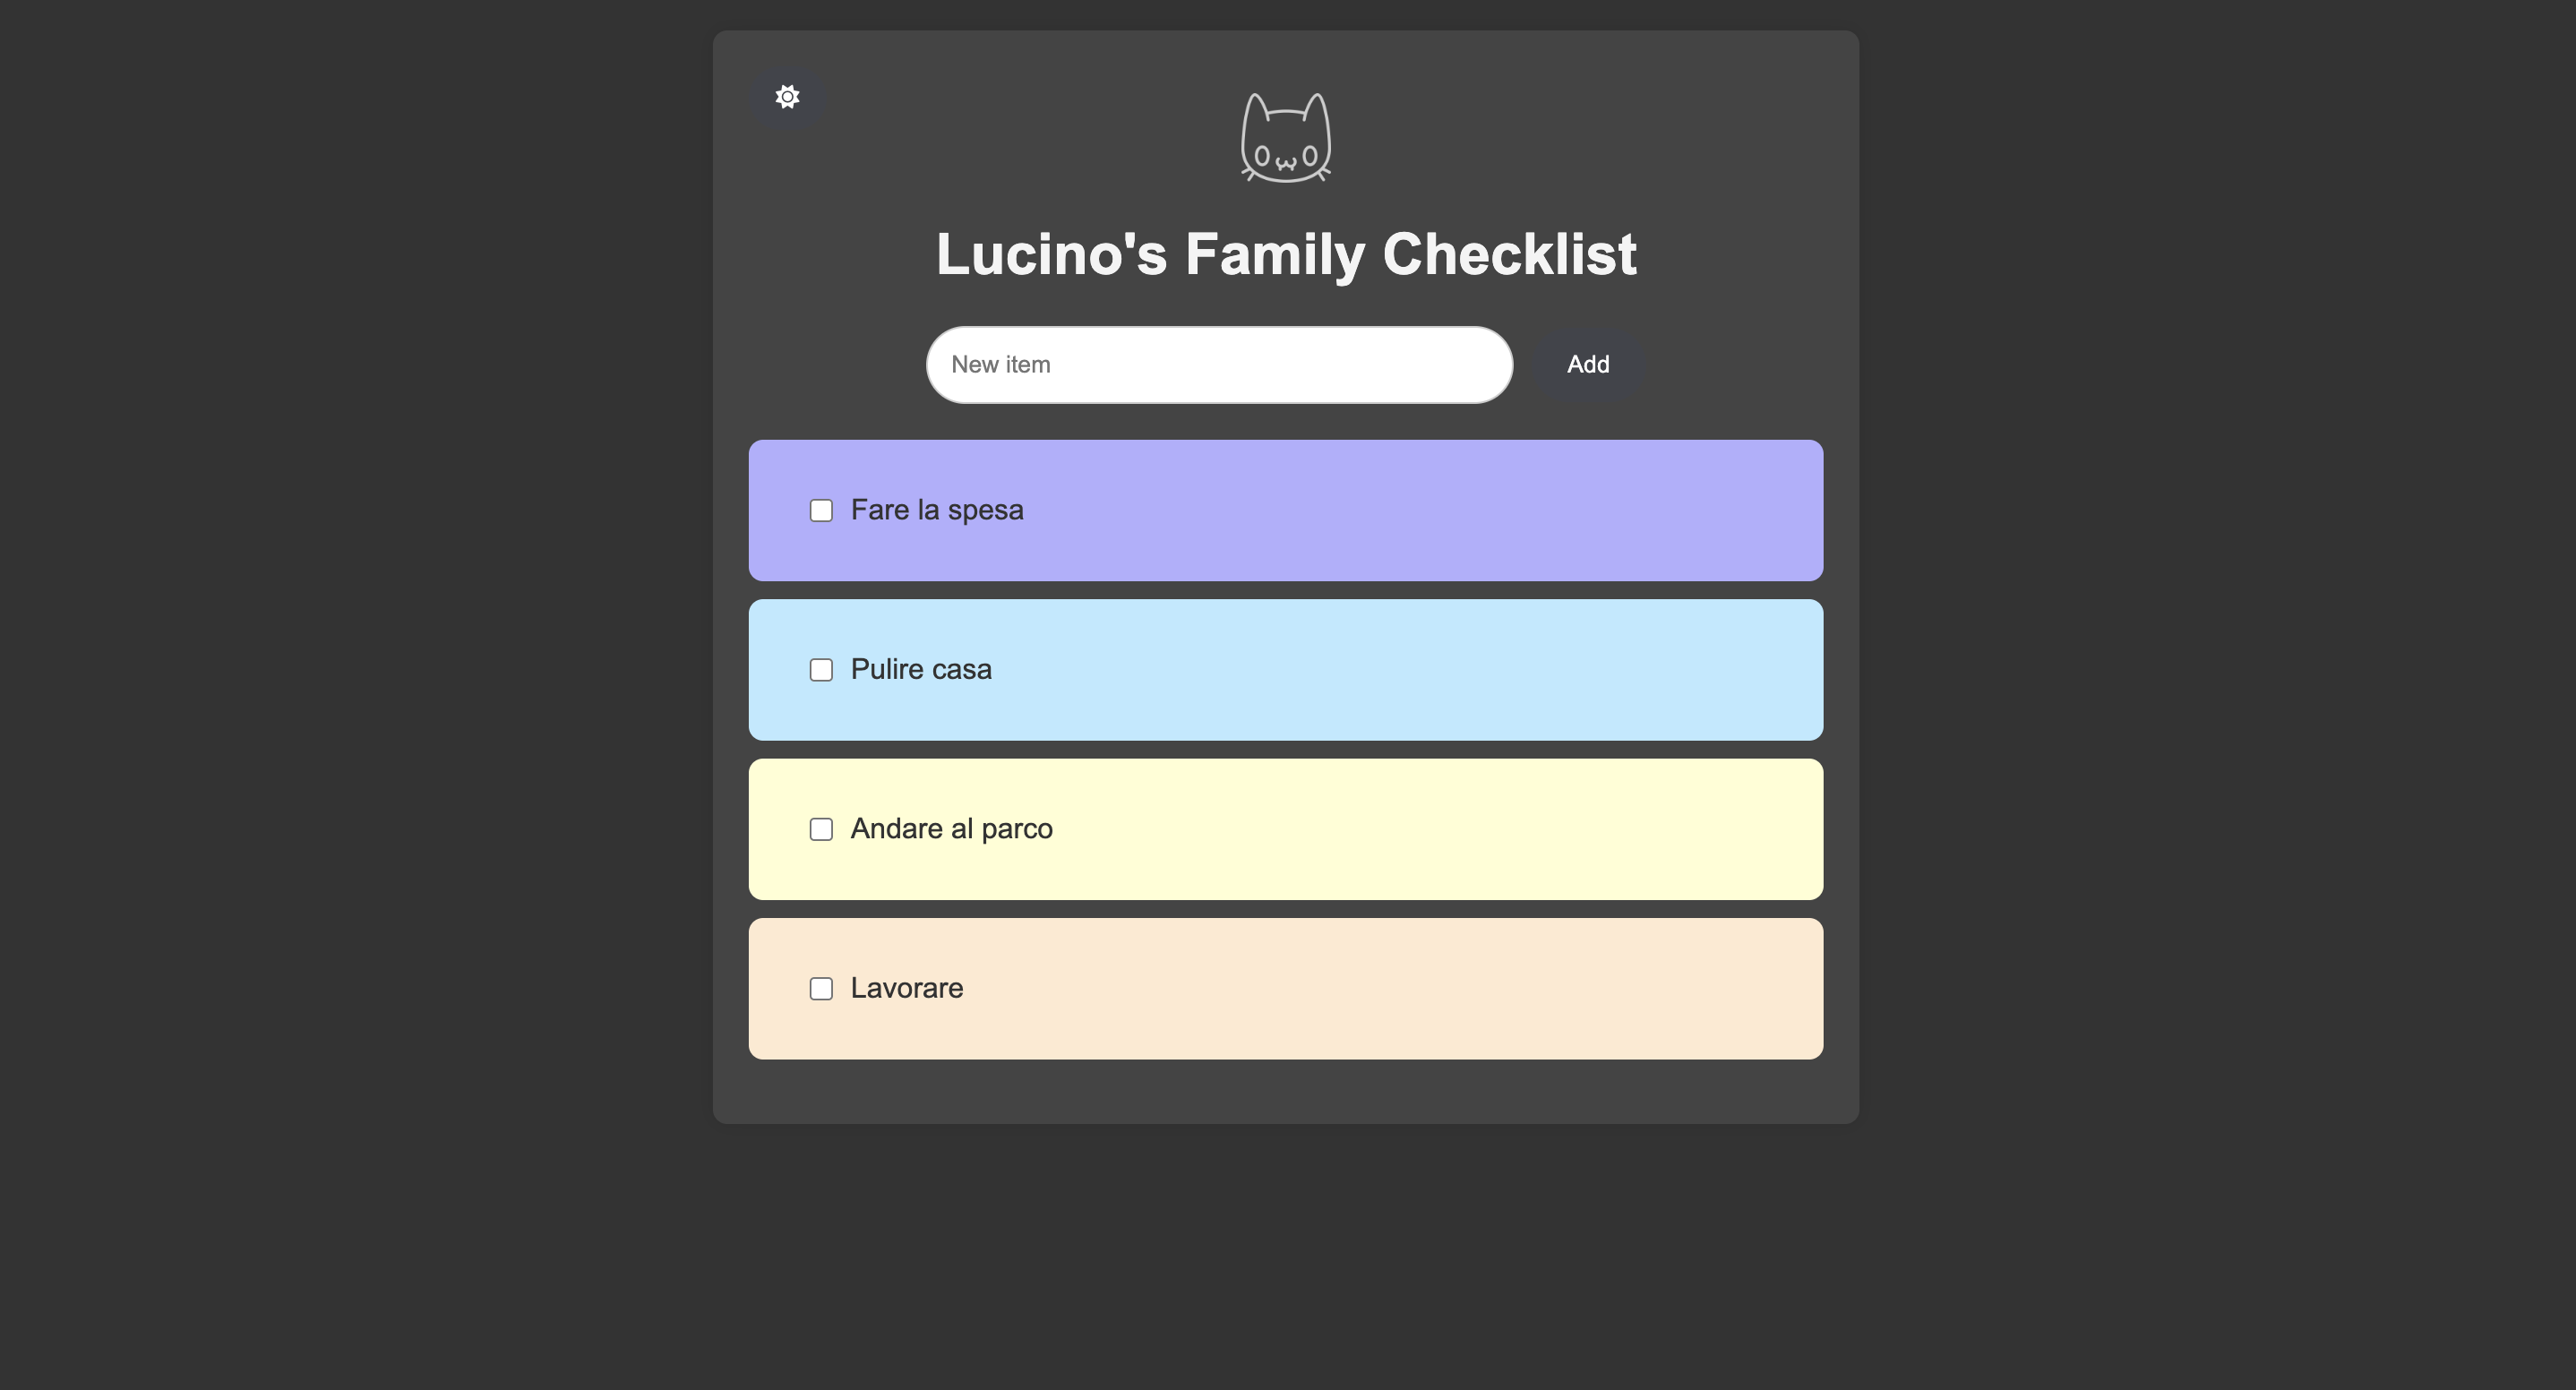 Lucino's Family Checklist
New item
Add
Fare la spesa
Pulire casa
Andare al parco
Lavorare